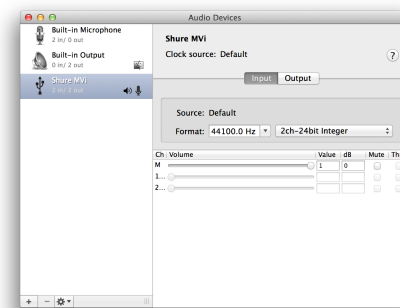 Audio Devices
Built-in Microphone
2 in/ 0 out
Built-in Output
0 in/ 2 out
Shure MVi
2 in/ 2 out
Shure MVi
Clock source: Default
?
Input Output
Source: Default
Format: 44100.0 Hz 2ch-24bit Integer
Ch Volume Value dB Mute Th
M 1 0
1...
2...
+ −